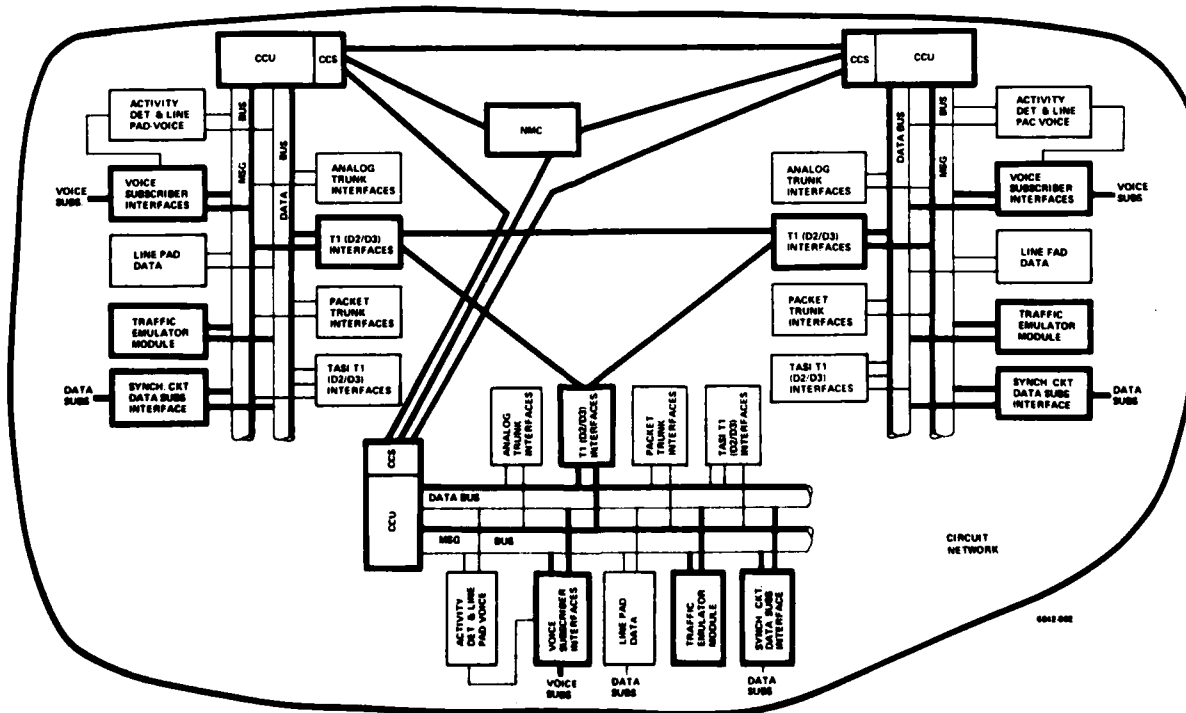 CCU
CCS
CCS
CCU
NMC
ACTIVITY
DET & LINE
PAD-VOICE
BUS
MSG
BUS
DATA
ANALOG
TRUNK
INTERFACES
VOICE
SUBS
VOICE
SUBSCRIBER
INTERFACES
T1 (D2/D3)
INTERFACES
LINE PAD
DATA
PACKET
TRUNK
INTERFACES
TRAFFIC
EMULATOR
MODULE
TASI T1
(D2/D3)
INTERFACES
DATA
SUBS
SYNCH. CKT
DATA SUBS
INTERFACE
DATA BUS
BUS
MSG
ACTIVITY
DET & LINE
PAC VOICE
ANALOG
TRUNK
INTERFACES
VOICE
SUBSCRIBER
INTERFACES
VOICE
SUBS
T1 (D2/D3)
INTERFACES
LINE PAD
DATA
PACKET
TRUNK
INTERFACES
TRAFFIC
EMULATOR
MODULE
TASI T1
(D2/D3)
INTERFACES
SYNCH. CKT
DATA SUBS
INTERFACE
DATA
SUBS
ANALOG
TRUNK
INTERFACES
T1 (D2/D3)
INTERFACES
PACKET
TRUNK
INTERFACES
TASI T1
(D2/D3)
INTERFACES
CCS
CCU
DATA BUS
MSG BUS
CIRCUIT
NETWORK
ACTIVITY
DET & LINE
PAD VOICE
VOICE
SUBSCRIBER
INTERFACES
LINE PAD
DATA
TRAFFIC
EMULATOR
MODULE
SYNCH. CKT
DATA SUBS
INTERFACE
VOICE
SUBS
DATA
SUBS
DATA
SUBS